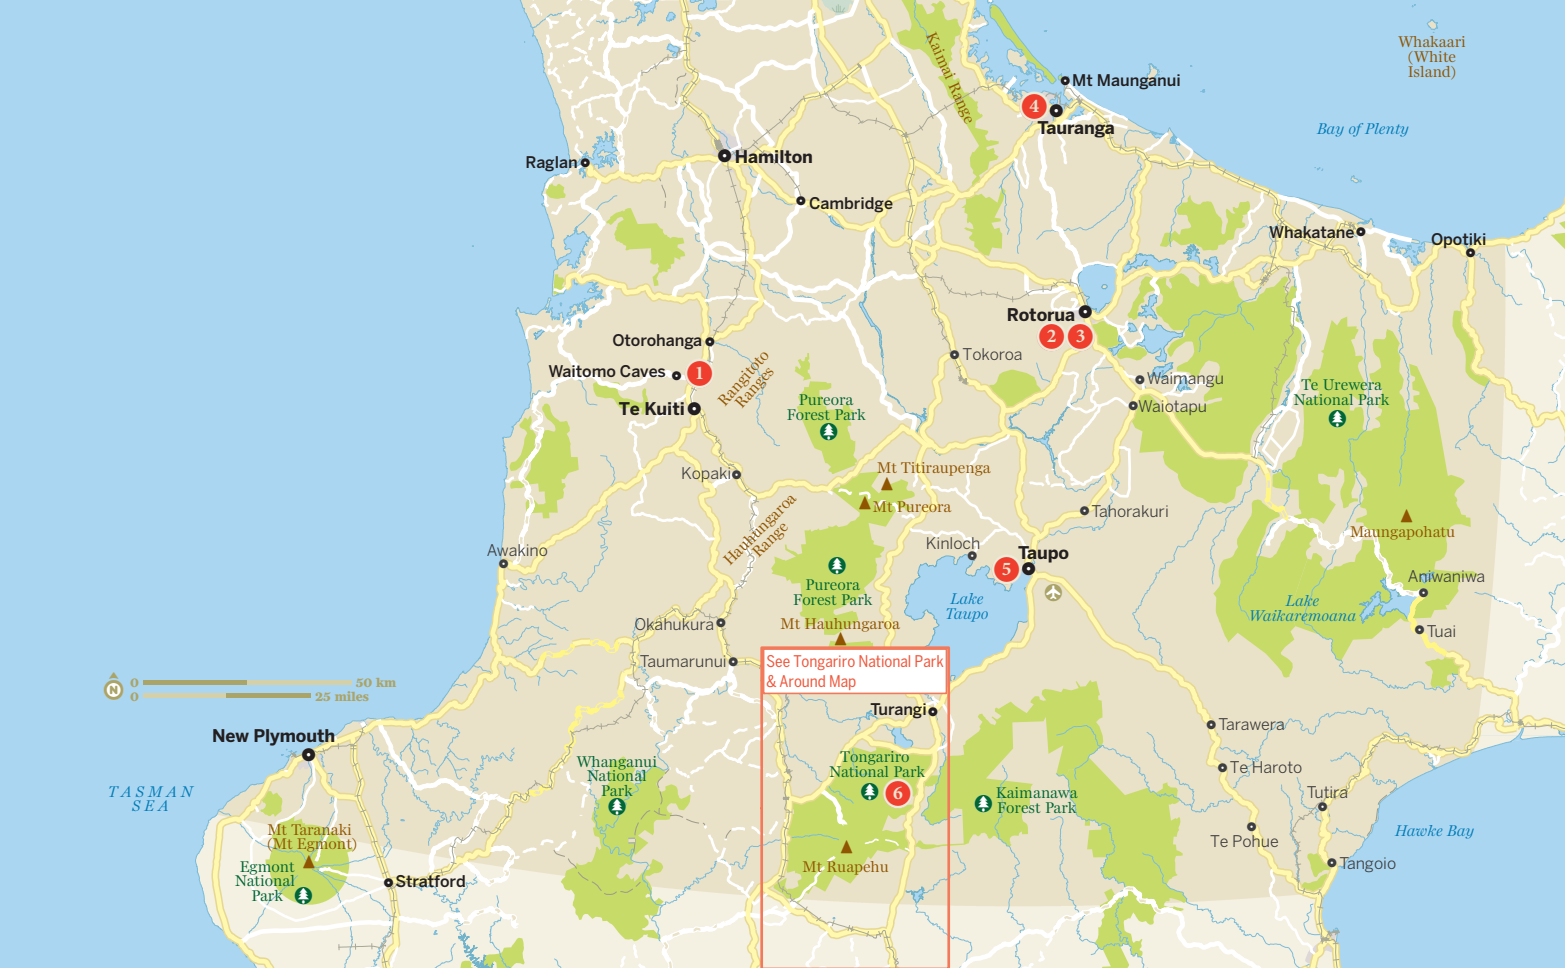 Whakaari
(White
Island)
Kaimai Range
Mt Maunganui
4
Tauranga
Bay of Plenty
Hamilton
Raglan
Cambridge
Whakatane
Opotiki
Rotorua
2
3
Otorohanga
Tokoroa
Waitomo Caves
1
Rangitoto
Ranges
Waimangu
Te Urewera
National Park
Te Kuiti
Pureora
Forest Park
Waiotapu
Kopaki
Mt Titiraupenga
Mt Pureora
Hauhungaroa
Range
Tahorakuri
Maungapohatu
Awakino
Kinloch
Taupo
5
Pureora
Forest Park
Lake
Taupo
Aniwaniwa
Lake
Waikaremoana
Okahukura
Mt Hauhungaroa
Tuai
Taumarunui
See Tongariro National Park
& Around Map
N
0 50 km
0 25 miles
Turangi
New Plymouth
Tarawera
Whanganui
National
Park
Tongariro
National Park
6
Te Haroto
TASMAN
SEA
Kaimanawa
Forest Park
Tutira
Mt Taranaki
(Mt Egmont)
Te Pohue
Hawke Bay
Egmont
National
Park
Mt Ruapehu
Tangoio
Stratford